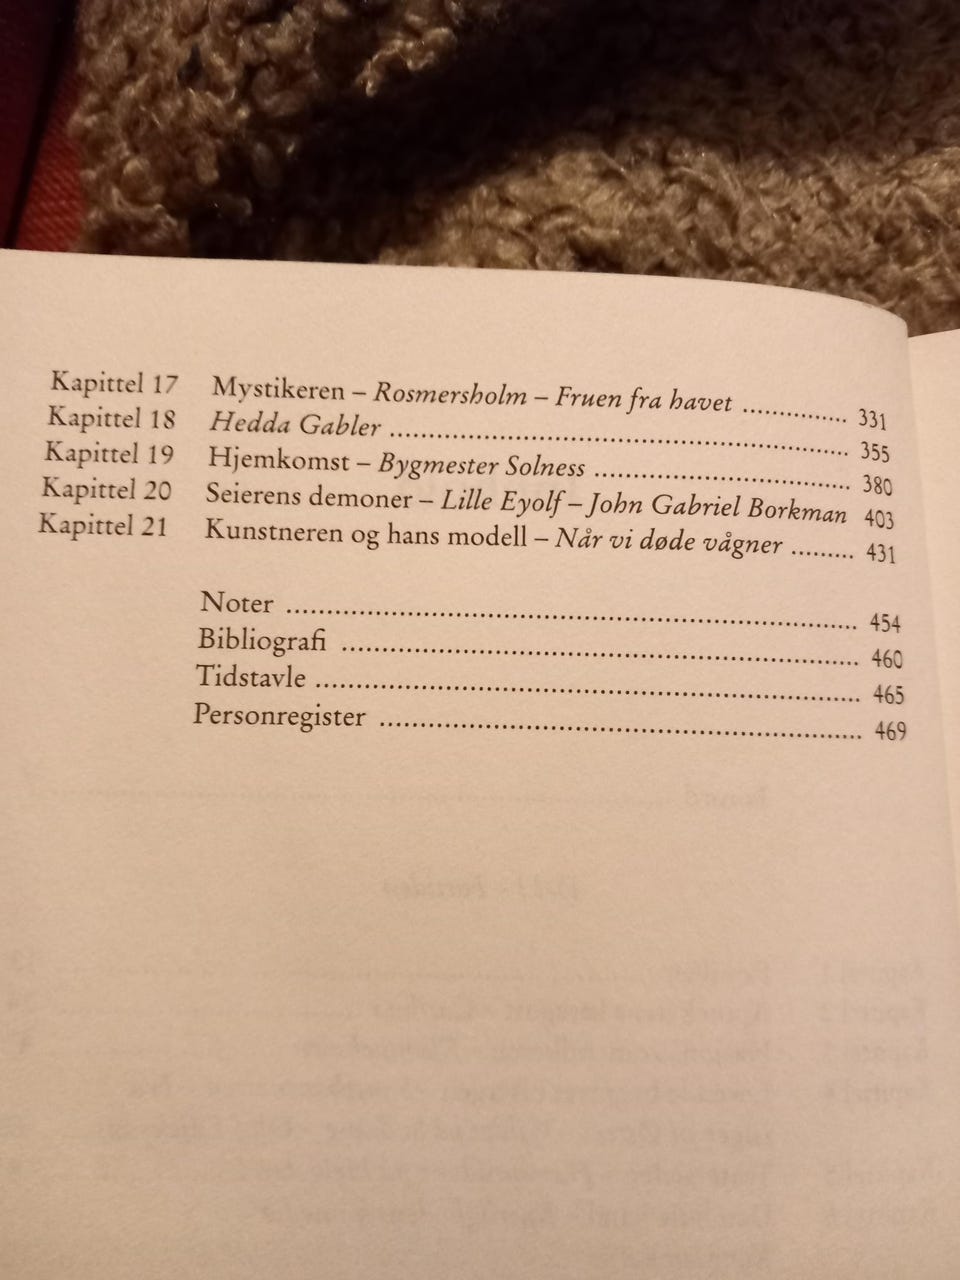 Kapittel 17 Mystikeren – Rosmersholm – Fruen fra havet .............. 331
Kapittel 18 Hedda Gabler ............................................................ 355
Kapittel 19 Hjemkomst – Bygmester Solness .................................. 380
Kapittel 20 Seierens demoner – Lille Eyolf – John Gabriel Borkman 403
Kapittel 21 Kunstneren og hans modell – Når vi døde vågner ......... 431
Noter .......................................................................... 454
Bibliografi .................................................................... 460
Tidstavle ...................................................................... 465
Personregister ............................................................... 469